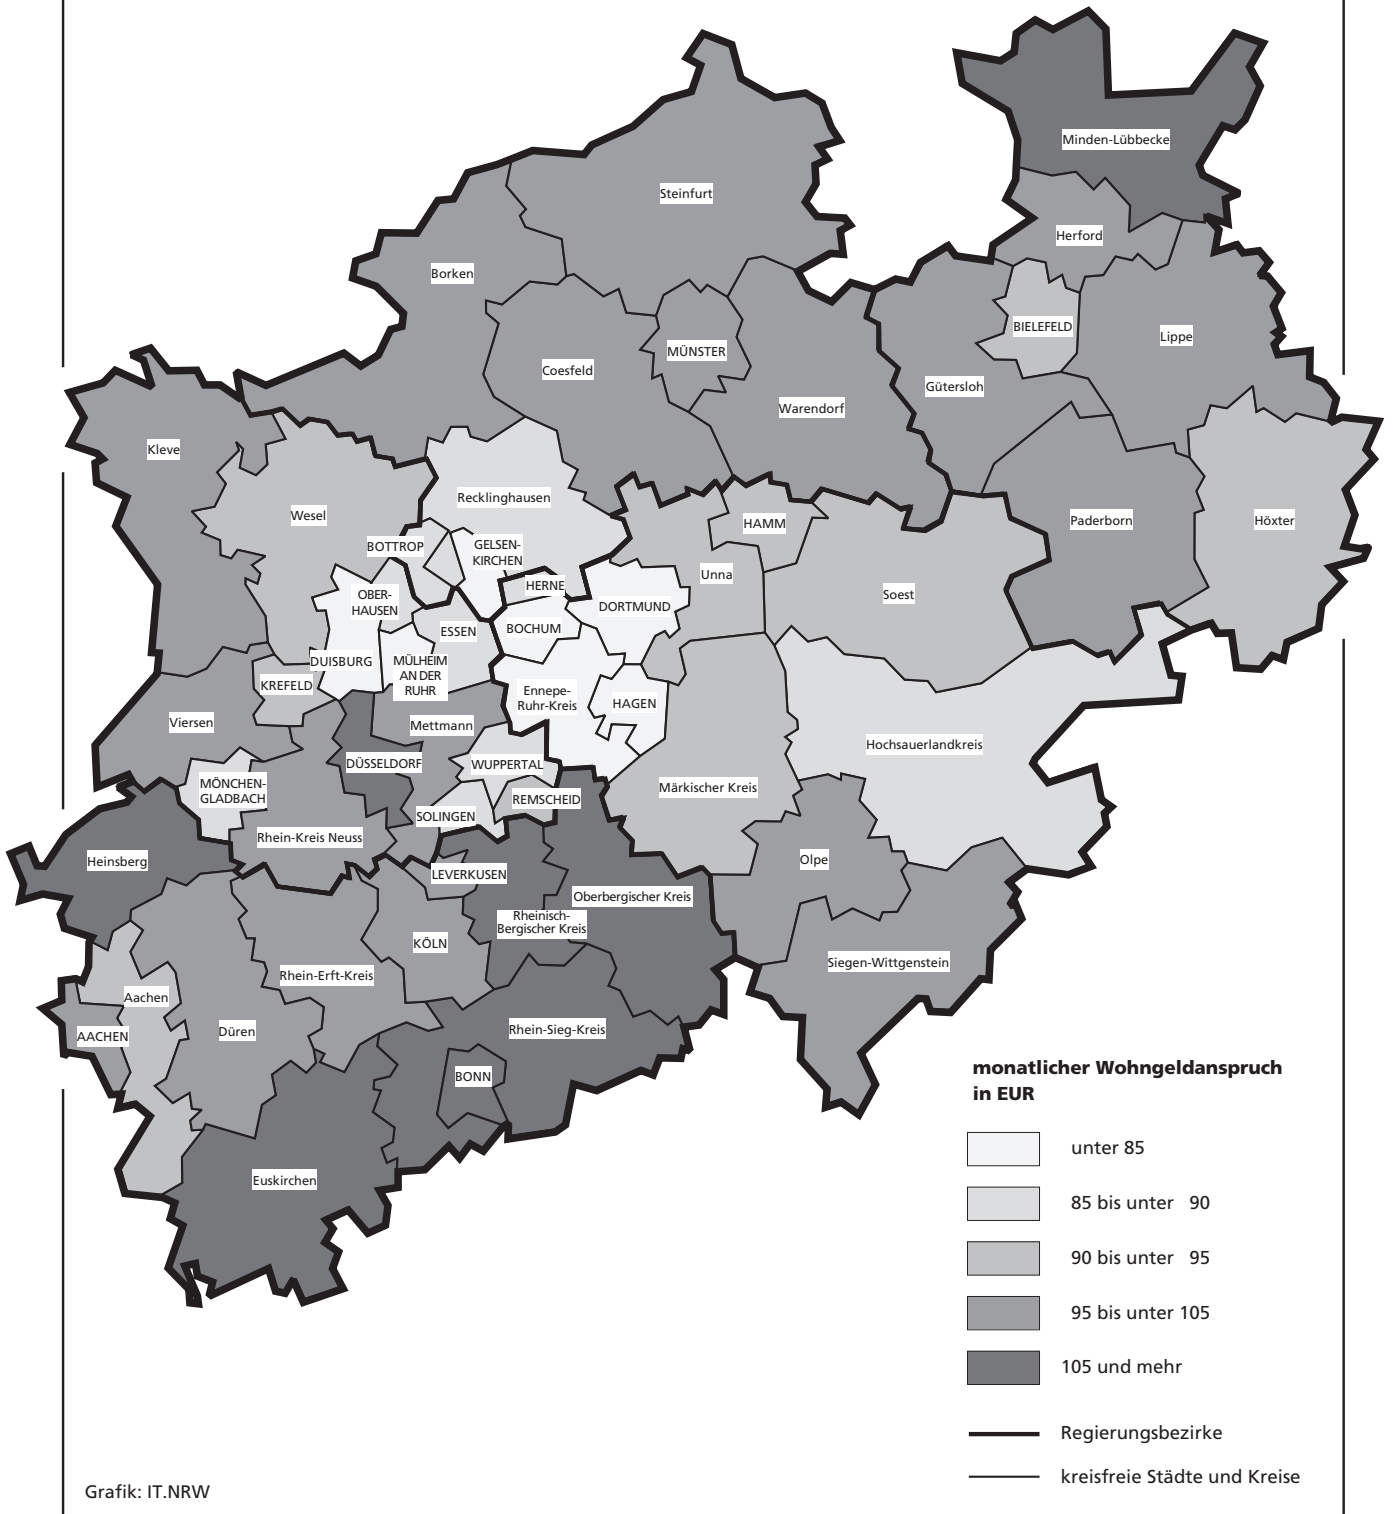 Minden-Lübbecke
Steinfurt
Herford
Borken
BIELEFELD
Lippe
MÜNSTER
Coesfeld
Gütersloh
Warendorf
Kleve
Recklinghausen
Wesel
HAMM
Paderborn
Höxter
BOTTROP
GELSEN-
KIRCHEN
Unna
HERNE
Soest
OBER-
HAUSEN
DORTMUND
ESSEN
BOCHUM
DUISBURG
MÜLHEIM
AN DER
RUHR
KREFELD
Ennepe-
Ruhr-Kreis
HAGEN
Viersen
Mettmann
Hochsauerlandkreis
DÜSSELDORF
WUPPERTAL
MÖNCHEN-
GLADBACH
Märkischer Kreis
REMSCHEID
SOLINGEN
Rhein-Kreis Neuss
Heinsberg
Olpe
LEVERKUSEN
Oberbergischer Kreis
Rheinisch-
Bergischer Kreis
KÖLN
Siegen-Wittgenstein
Rhein-Erft-Kreis
Aachen
Rhein-Sieg-Kreis
Düren
AACHEN
BONN
Euskirchen
monatlicher Wohngeldanspruch
in EUR
unter 85
85 bis unter 90
90 bis unter 95
95 bis unter 105
105 und mehr
Regierungsbezirke
kreisfreie Städte und Kreise
Grafik: IT.NRW